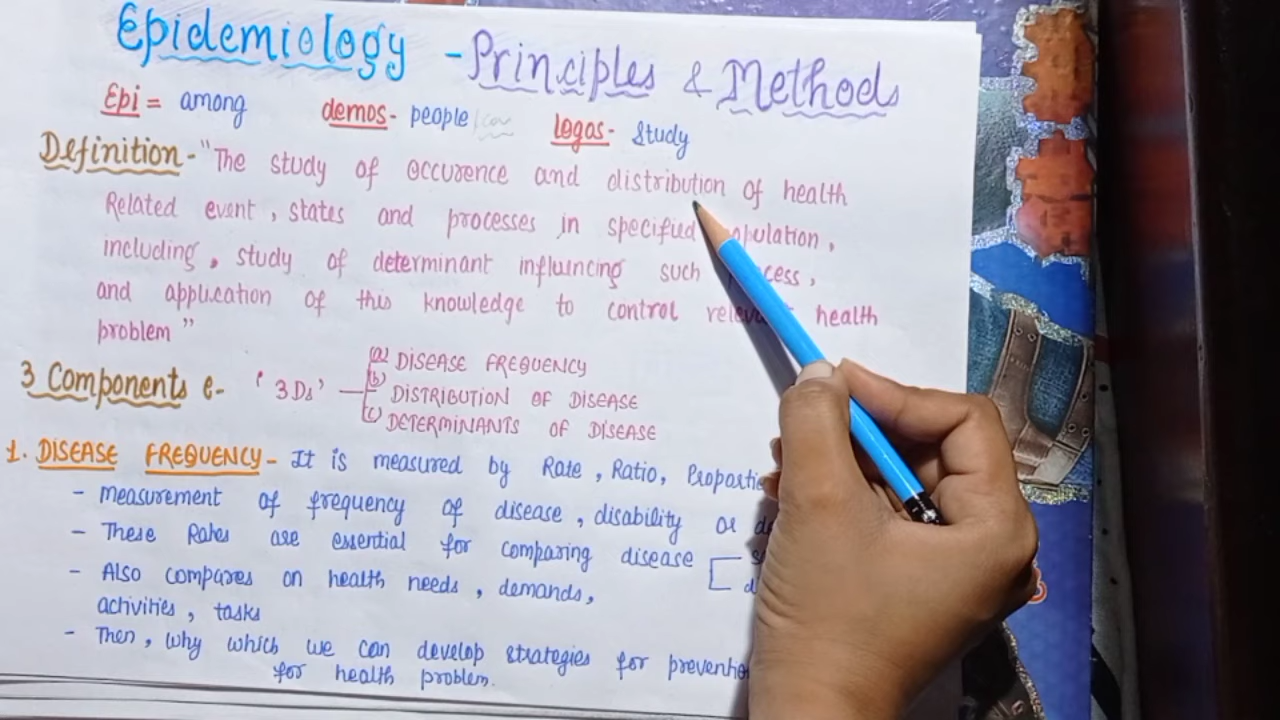 Epidemiology - Principles & Methods
Epi = among demos - people logos - Study
Definition - "The study of occurence and distribution of health
Related event, states and processes in specified
including, study of determinant influencing such
and application of this knowledge to control health
problem"
3 Components '3Ds' (a) DISEASE FREQUENCY
(b) DISTRIBUTION OF DISEASE
(c) DETERMINANTS OF DISEASE
1. DISEASE FREQUENCY - It is measured by Rate, Ratio,
- Measurement of frequency of disease, disability or
- These Rates are essential for comparing disease
- Also compares on health needs, demands,
activities, tasks
- Then, why which we can develop strategies for
for health problem.